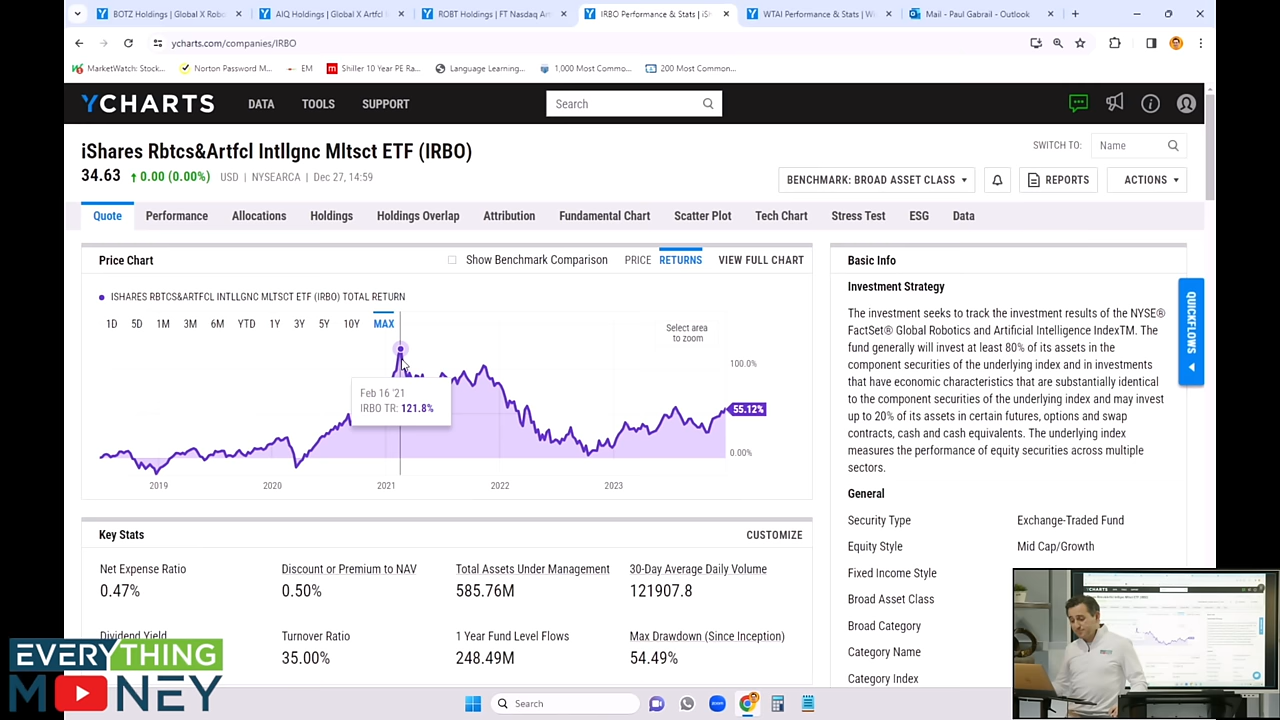 BOTZ Holdings | Global X Robo
AIQ Holdings | Global X Artfcl
ROBT Holdings | FT Nasdaq Art
IRBO Performance & Stats | iSh
WTAI Performance & Stats | W
Mail - Paul Gabrail - Outlook
ycharts.com/companies/IRBO
MarketWatch: Stock...
Norton Password M...
EM
Shiller 10 Year PE Ra...
Language Learning,...
1,000 Most Commo...
200 Most Common...
YCHARTS
DATA
TOOLS
SUPPORT
Search
iShares Rbtcs&Artfcl Intllgnc Mltsct ETF (IRBO)
SWITCH TO:
Name
34.63 0.00 (0.00%) USD | NYSEARCA | Dec 27, 14:59
BENCHMARK: BROAD ASSET CLASS
REPORTS
ACTIONS
Quote
Performance
Allocations
Holdings
Holdings Overlap
Attribution
Fundamental Chart
Scatter Plot
Tech Chart
Stress Test
ESG
Data
Price Chart
Show Benchmark Comparison
PRICE
RETURNS
VIEW FULL CHART
ISHARES RBTCS&ARTFCL INTLLGNC MLTSCT ETF (IRBO) TOTAL RETURN
1D 5D 1M 3M 6M YTD 1Y 3Y 5Y 10Y MAX
Select area
to zoom
100.0%
Feb 16 '21
IRBO TR: 121.8%
55.12%
0.00%
2019 2020 2021 2022 2023
Basic Info
Investment Strategy
The investment seeks to track the investment results of the NYSE®
FactSet® Global Robotics and Artificial Intelligence IndexTM. The
fund generally will invest at least 80% of its assets in the
component securities of the underlying index and in investments
that have economic characteristics that are substantially identical
to the component securities of the underlying index and may invest
up to 20% of its assets in certain futures, options and swap
contracts, cash and cash equivalents. The underlying index
measures the performance of equity securities across multiple
sectors.
QUICKFLOWS
General
Security Type Exchange-Traded Fund
Equity Style Mid Cap/Growth
Fixed Income Style
Broad Category
Category Name
Key Stats
CUSTOMIZE
Net Expense Ratio
0.47%
Discount or Premium to NAV
0.50%
Total Assets Under Management
585.76M
30-Day Average Daily Volume
121907.8
Dividend Yield
Turnover Ratio
35.00%
1 Year Fund Flows
248.49M
Max Drawdown (Since Inception)
54.49%
EVERYTHING
MONEY